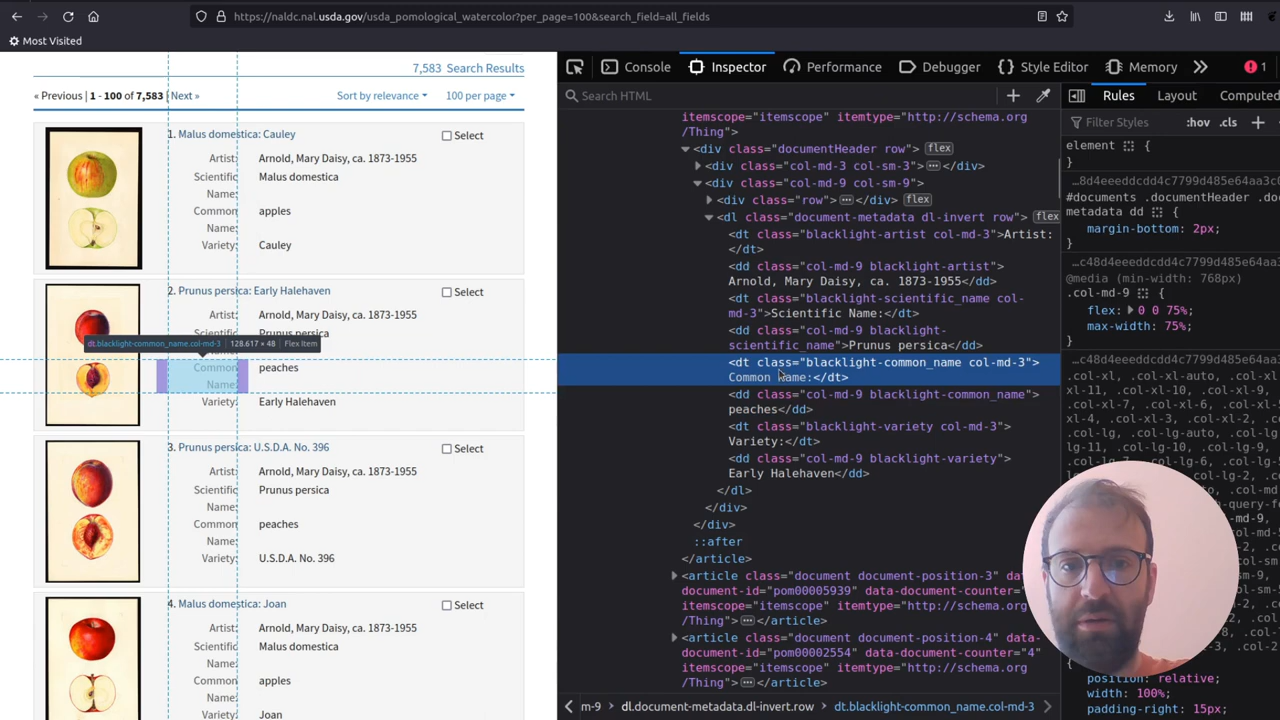 https://naldc.nal.usda.gov/usda_pomological_watercolor?per_page=100&search_field=all_fields
Most Visited
7,583 Search Results
« Previous | 1 - 100 of 7,583 | Next »
Sort by relevance
100 per page
1. Malus domestica: Cauley
Select
Artist: Arnold, Mary Daisy, ca. 1873-1955
Scientific Malus domestica
Name:
Common apples
Name:
Variety: Cauley
2. Prunus persica: Early Halehaven
Select
Artist: Arnold, Mary Daisy, ca. 1873-1955
Scientific Prunus persica
dt.blacklight-common_name.col-md-3 | 128.617 × 48 | Flex Item
Common peaches
Name:
Variety: Early Halehaven
3. Prunus persica: U.S.D.A. No. 396
Select
Artist: Arnold, Mary Daisy, ca. 1873-1955
Scientific Prunus persica
Name:
Common peaches
Name:
Variety: U.S.D.A. No. 396
4. Malus domestica: Joan
Select
Artist: Arnold, Mary Daisy, ca. 1873-1955
Scientific Malus domestica
Name:
Common apples
Name:
Variety: Joan
Console
Inspector
Performance
Debugger
Style Editor
Memory
1
Search HTML
itemscope="itemscope" itemtype="http://schema.org
/Thing">
<div class="documentHeader row"> flex
<div class="col-md-3 col-sm-3"></div>
<div class="col-md-9 col-sm-9">
<div class="row"></div> flex
<dl class="document-metadata dl-invert row"> flex
<dt class="blacklight-artist col-md-3">Artist:
</dt>
<dd class="col-md-9 blacklight-artist">
Arnold, Mary Daisy, ca. 1873-1955</dd>
<dt class="blacklight-scientific_name col-
md-3">Scientific Name:</dt>
<dd class="col-md-9 blacklight-
scientific_name">Prunus persica</dd>
<dt class="blacklight-common_name col-md-3">
Common Name:</dt>
<dd class="col-md-9 blacklight-common_name">
peaches</dd>
<dt class="blacklight-variety col-md-3">
Variety:</dt>
<dd class="col-md-9 blacklight-variety">
Early Halehaven</dd>
</dl>
</div>
</div>
::after
</article>
<article class="document document-position-3" dat
document-id="pom00005939" data-document-counter="
itemscope="itemscope" itemtype="http://schema.org
/Thing"></article>
<article class="document document-position-4" data-
document-id="pom00002554" data-document-counter="4"
itemscope="itemscope" itemtype="http://schema.org
/Thing"></article>
m-9
dl.document-metadata.dl-invert.row
dt.blacklight-common_name.col-md-3
Rules
Layout
Computed
Filter Styles
:hov .cls
element {
}
#documents .documentHeader .doc
metadata dd {
margin-bottom: 2px;
}
@media (min-width: 768px)
.col-md-9 {
flex: 0 0 75%;
max-width: 75%;
}
.col-xl-6, .col-xl-7,
{
position: relative;
width: 100%;
padding-right: 15px;